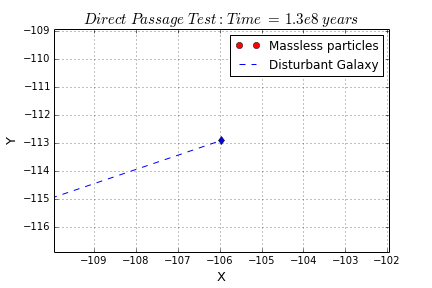 Direct Passage Test : Time = 1.3e8 years
−109
Massless particles
Disturbant Galaxy
−110
−111
−112
−113
−114
−115
−116
Y
−109 −108 −107 −106 −105 −104 −103 −102
X